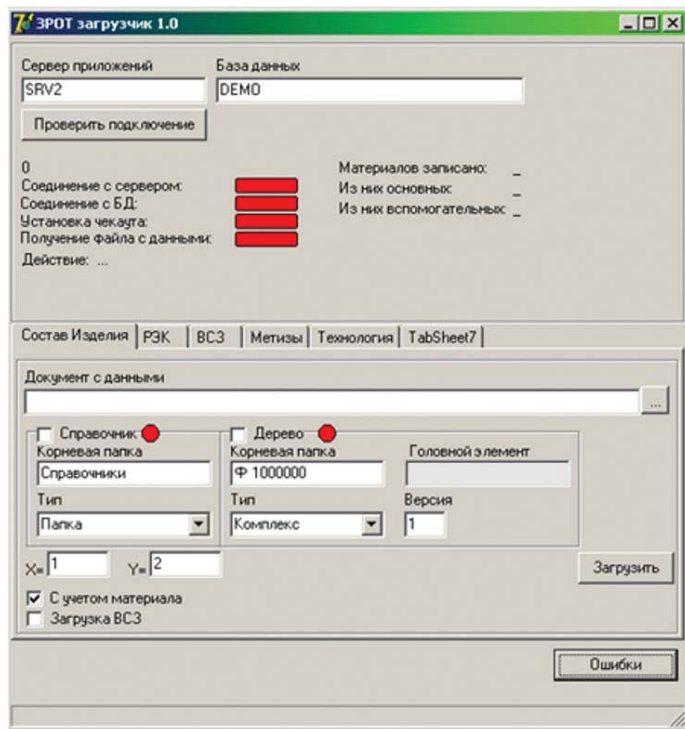 ЗРОТ загрузчик 1.0
Сервер приложений База данных
SRV2 DEMO
Проверить подключение
0
Соединение с сервером:
Соединение с БД:
Установка чекаута:
Получение файла с данными:
Действие: ...
Материалов записано: _
Из них основных: _
Из них вспомогательных: _
Состав Изделия РЭК ВСЗ Метизы Технология TabSheet7
Документ с данными
...
Справочник Дерево
Корневая папка Корневая папка Головной элемент
Справочники Ф 1000000
Тип Тип Версия
Папка Комплекс 1
X= 1 Y= 2
Загрузить
С учетом материала
Загрузка ВСЗ
Ошибки